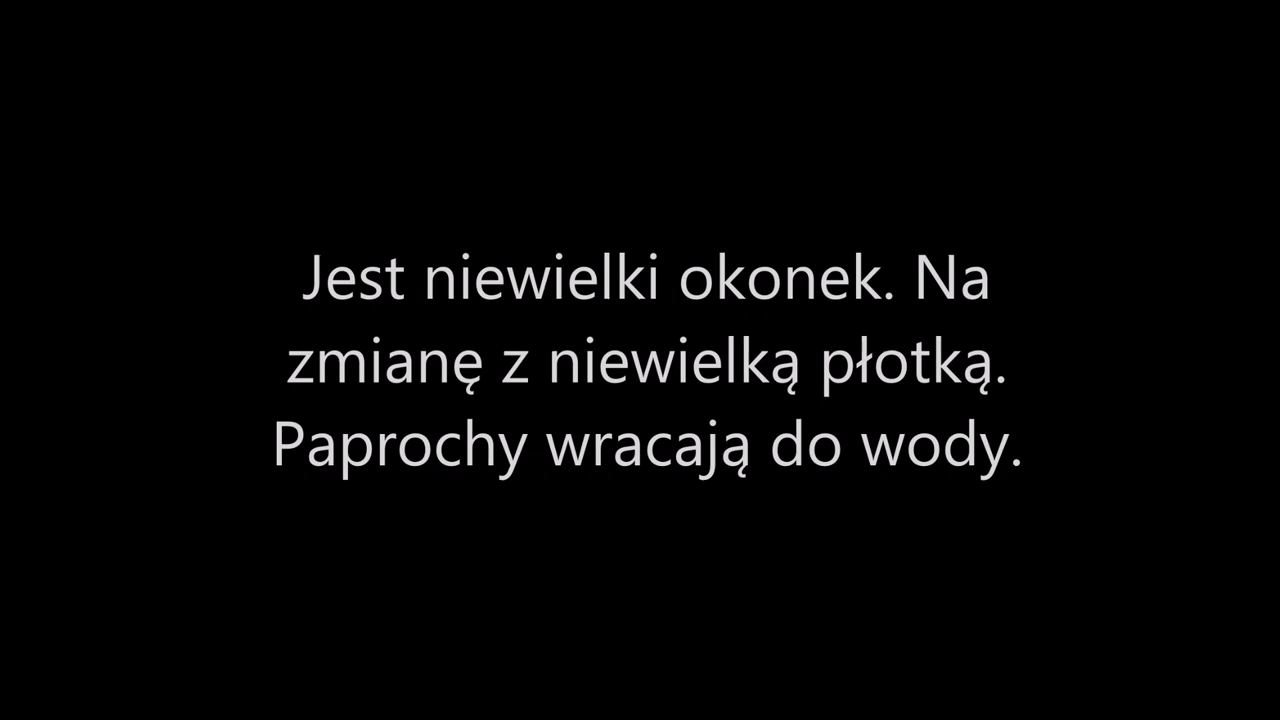 Jest niewielki okonek. Na
zmianę z niewielką płotką.
Paprochy wracają do wody.